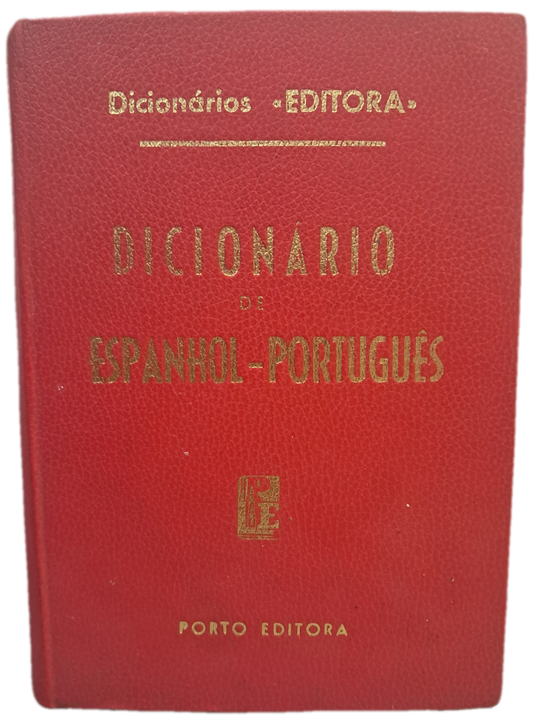 Dicionários «EDITORA»
DICIONÁRIO
DE
ESPANHOL-PORTUGUÊS
PE
PORTO EDITORA